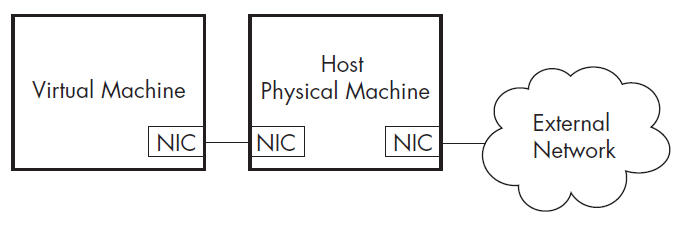 Virtual Machine
NIC
Host
Physical Machine
NIC
NIC
External
Network